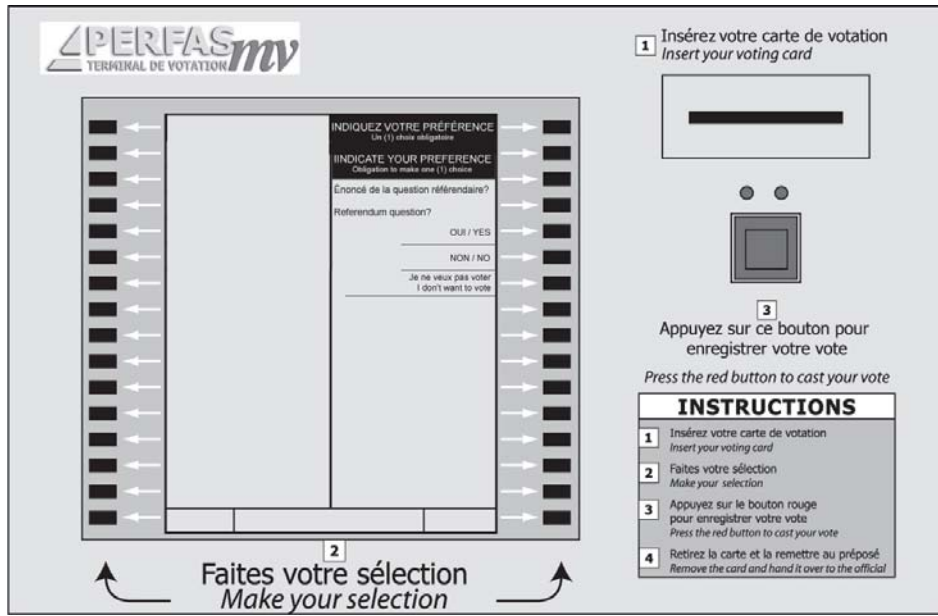 PERFAS mv
TERMINAL DE VOTATION
INDIQUEZ VOTRE PRÉFÉRENCE
Un (1) choix obligatoire
IINDICATE YOUR PREFERENCE
Obligation to make one (1) choice
Énoncé de la question référendaire?
Referendum question?
OUI / YES
NON / NO
Je ne veux pas voter
I don't want to vote
2
Faites votre sélection
Make your selection
1 Insérez votre carte de votation
Insert your voting card
3
Appuyez sur ce bouton pour
enregistrer votre vote
Press the red button to cast your vote
INSTRUCTIONS
1 Insérez votre carte de votation
Insert your voting card
2 Faites votre sélection
Make your selection
3 Appuyez sur le bouton rouge
pour enregistrer votre vote
Press the red button to cast your vote
4 Retirez la carte et la remettre au préposé
Remove the card and hand it over to the official